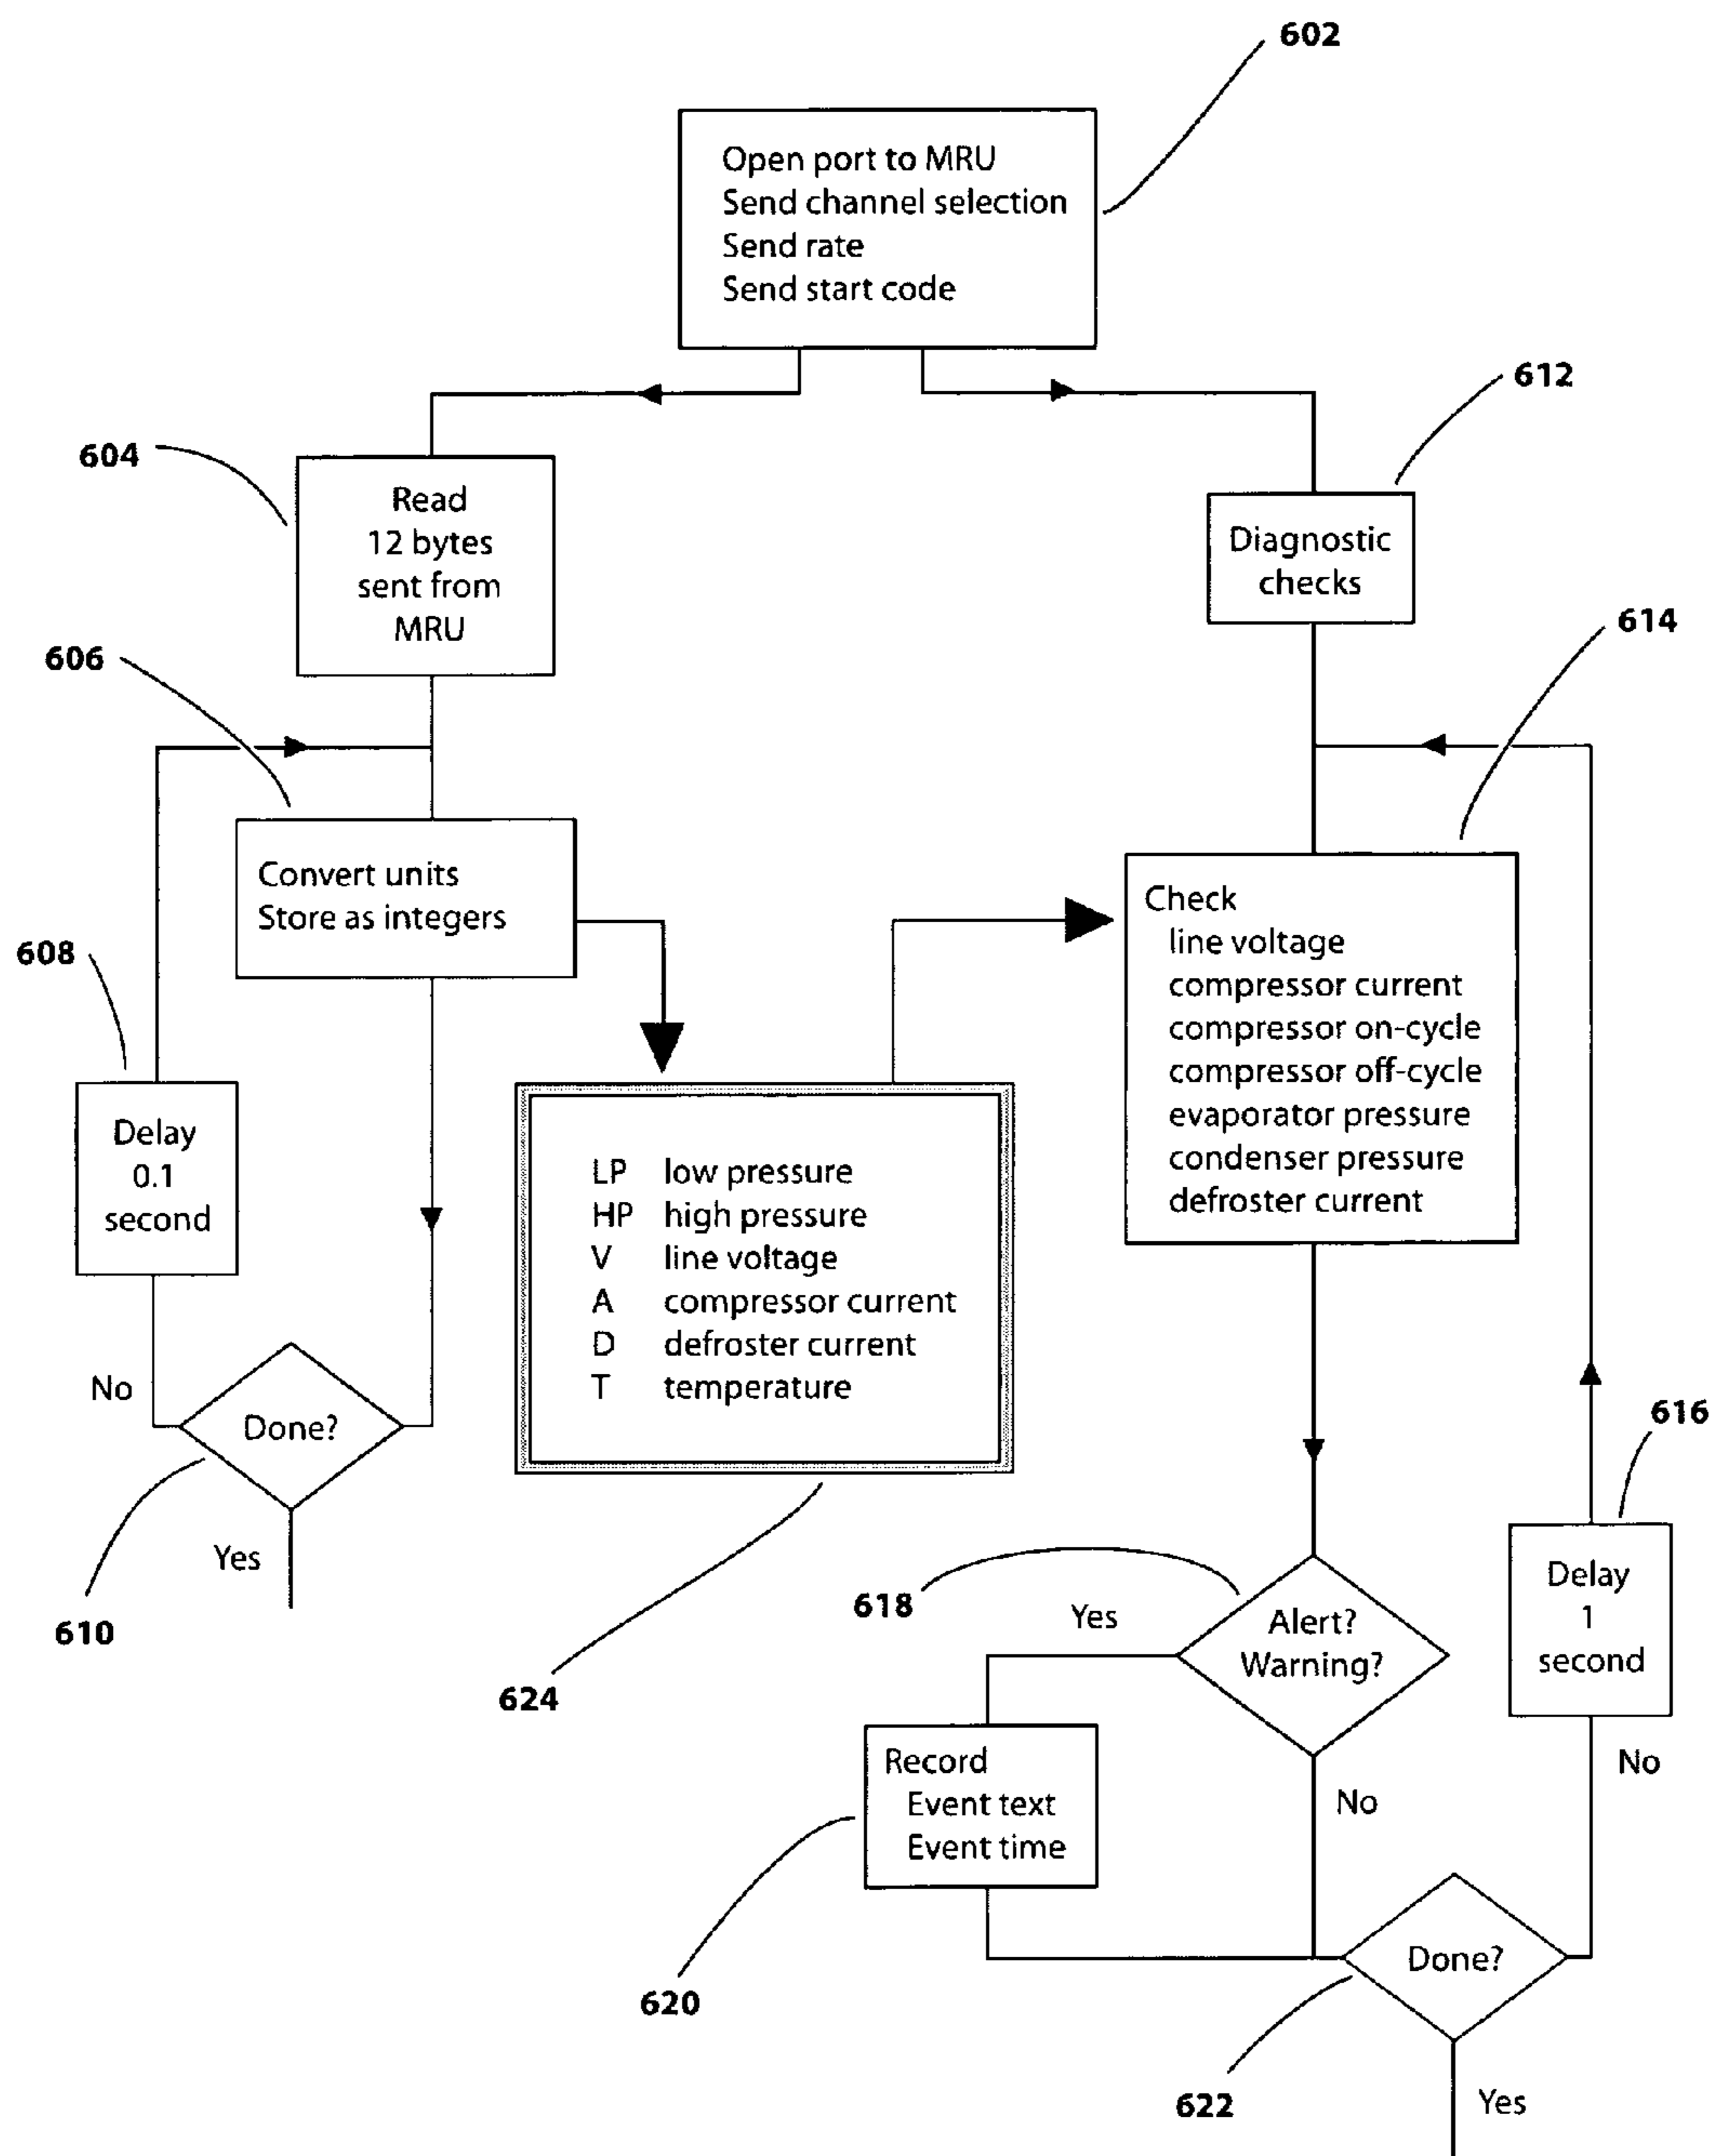 602
Open port to MRU
Send channel selection
Send rate
Send start code
612
604
Read
12 bytes
sent from
MRU
Diagnostic
checks
614
606
Convert units
Store as integers
Check
line voltage
compressor current
compressor on-cycle
compressor off-cycle
evaporator pressure
condenser pressure
defroster current
608
Delay
0.1
second
LP low pressure
HP high pressure
V line voltage
A compressor current
D defroster current
T temperature
No
Done?
616
Yes
610
624
618
Yes
Alert?
Warning?
Delay
1
second
Record
Event text
Event time
No
No
620
Done?
622
Yes